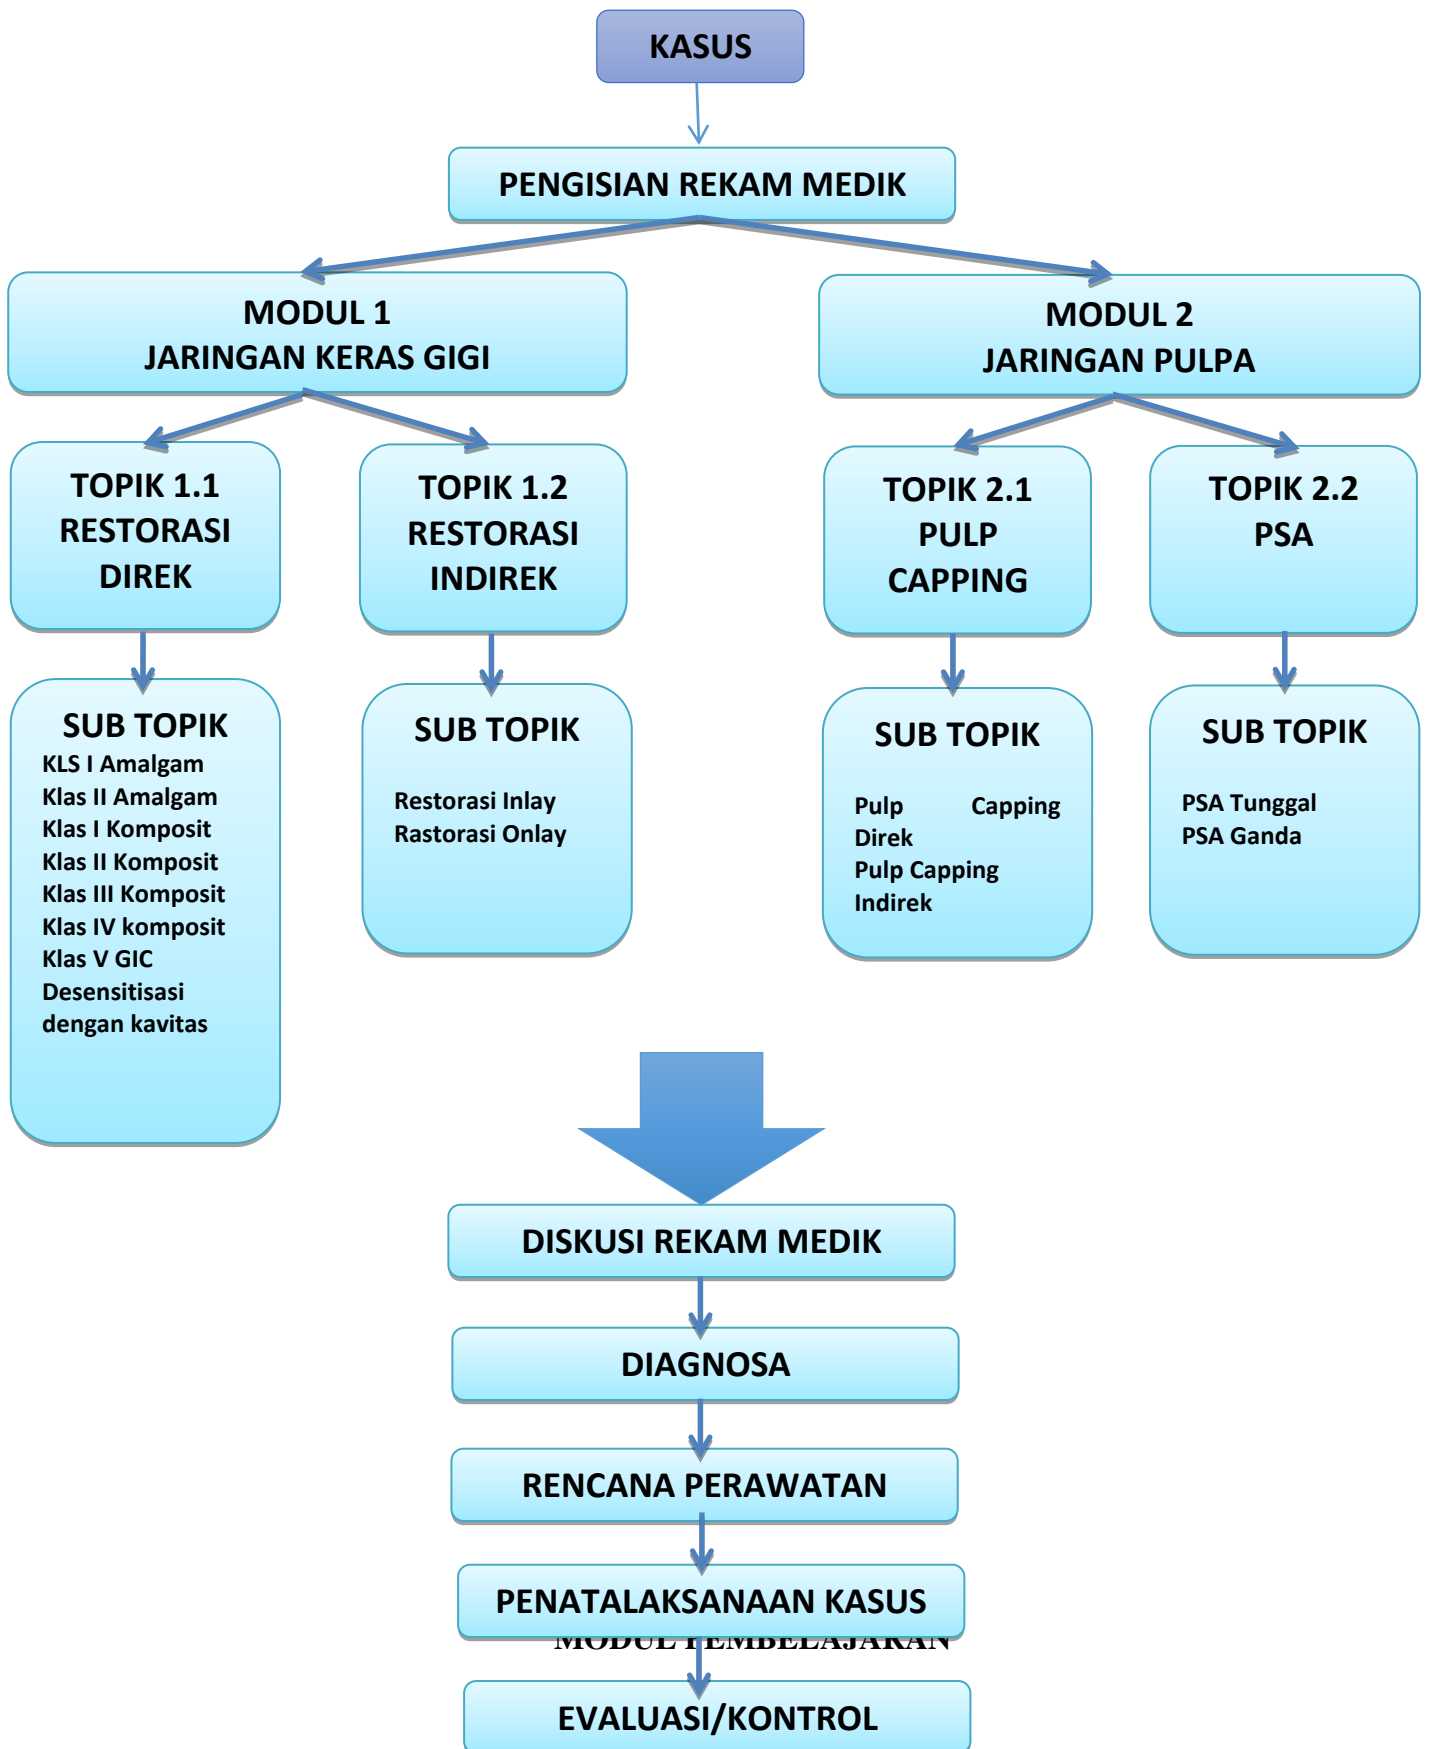 KASUS
PENGISIAN REKAM MEDIK
MODUL 1
JARINGAN KERAS GIGI
MODUL 2
JARINGAN PULPA
TOPIK 1.1
RESTORASI
DIREK
TOPIK 1.2
RESTORASI
INDIREK
TOPIK 2.1
PULP
CAPPING
TOPIK 2.2
PSA
SUB TOPIK
KLS I Amalgam
Klas II Amalgam
Klas I Komposit
Klas II Komposit
Klas III Komposit
Klas IV komposit
Klas V GIC
Desensitisasi
dengan kavitas
SUB TOPIK
Restorasi Inlay
Rastorasi Onlay
SUB TOPIK
Pulp Capping
Direk
Pulp Capping
Indirek
SUB TOPIK
PSA Tunggal
PSA Ganda
DISKUSI REKAM MEDIK
DIAGNOSA
RENCANA PERAWATAN
PENATALAKSANAAN KASUS
MODUL PEMBELAJARAN
EVALUASI/KONTROL